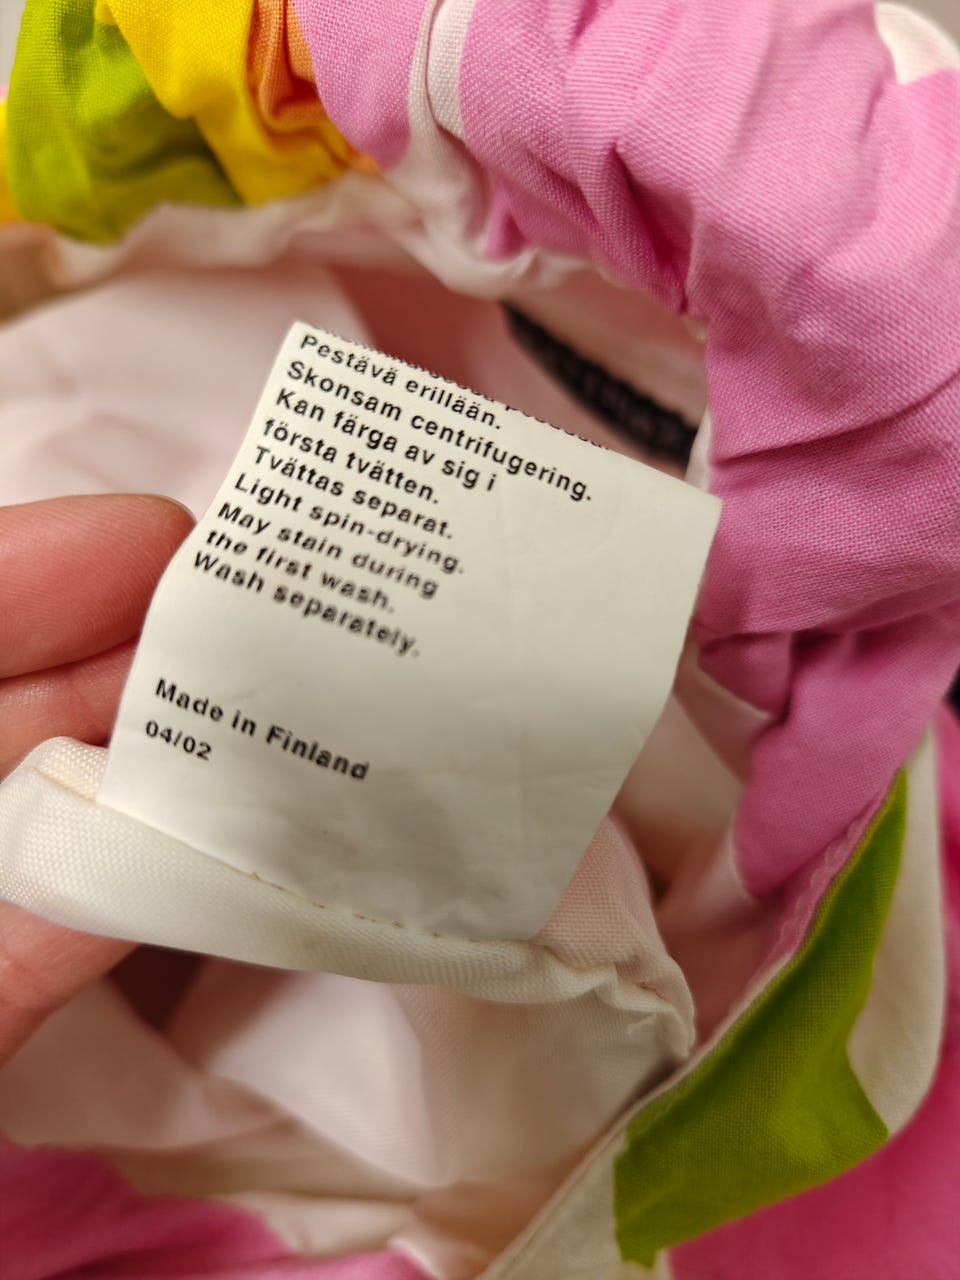 Pestävä erillään.
Skonsam centrifugering.
Kan färga av sig i
första tvätten.
Tvättas separat.
Light spin-drying.
May stain during
the first wash.
Wash separately.
Made in Finland
04/02